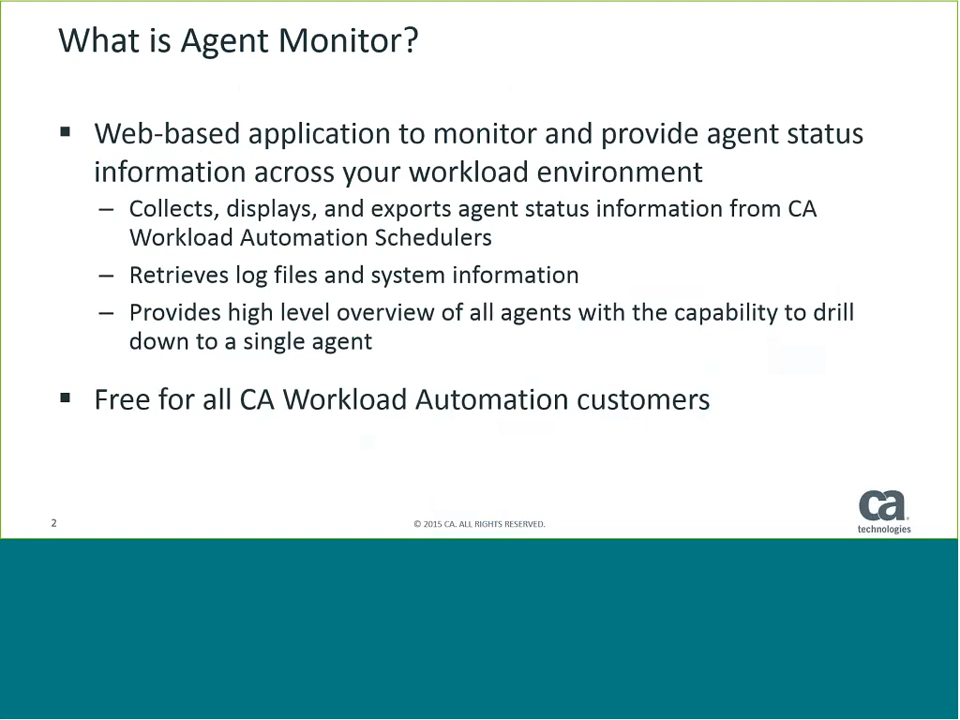 What is Agent Monitor?
▪ Web-based application to monitor and provide agent status
information across your workload environment
– Collects, displays, and exports agent status information from CA
Workload Automation Schedulers
– Retrieves log files and system information
– Provides high level overview of all agents with the capability to drill
down to a single agent
▪ Free for all CA Workload Automation customers
2
© 2015 CA. ALL RIGHTS RESERVED.
ca
technologies